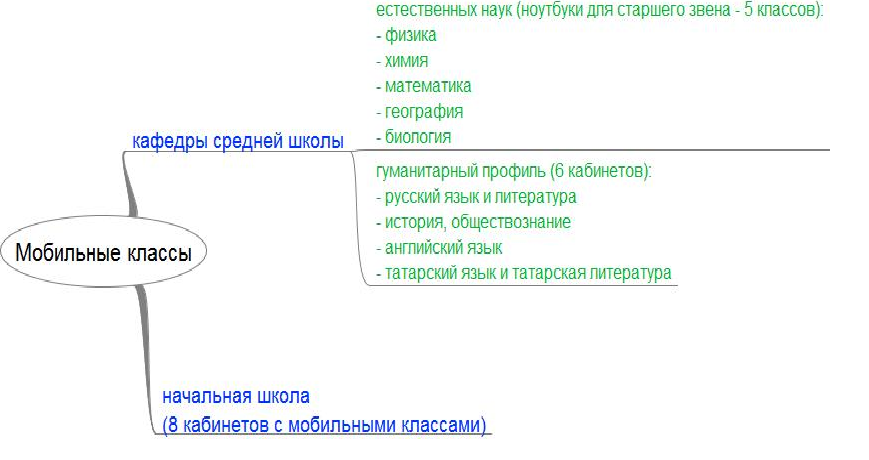 естественных наук (ноутбуки для старшего звена - 5 классов):
- физика
- химия
- математика
- география
- биология
кафедры средней школы
гуманитарный профиль (6 кабинетов):
- русский язык и литература
- история, обществознание
- английский язык
- татарский язык и татарская литература
Мобильные классы
начальная школа
(8 кабинетов с мобильными классами)